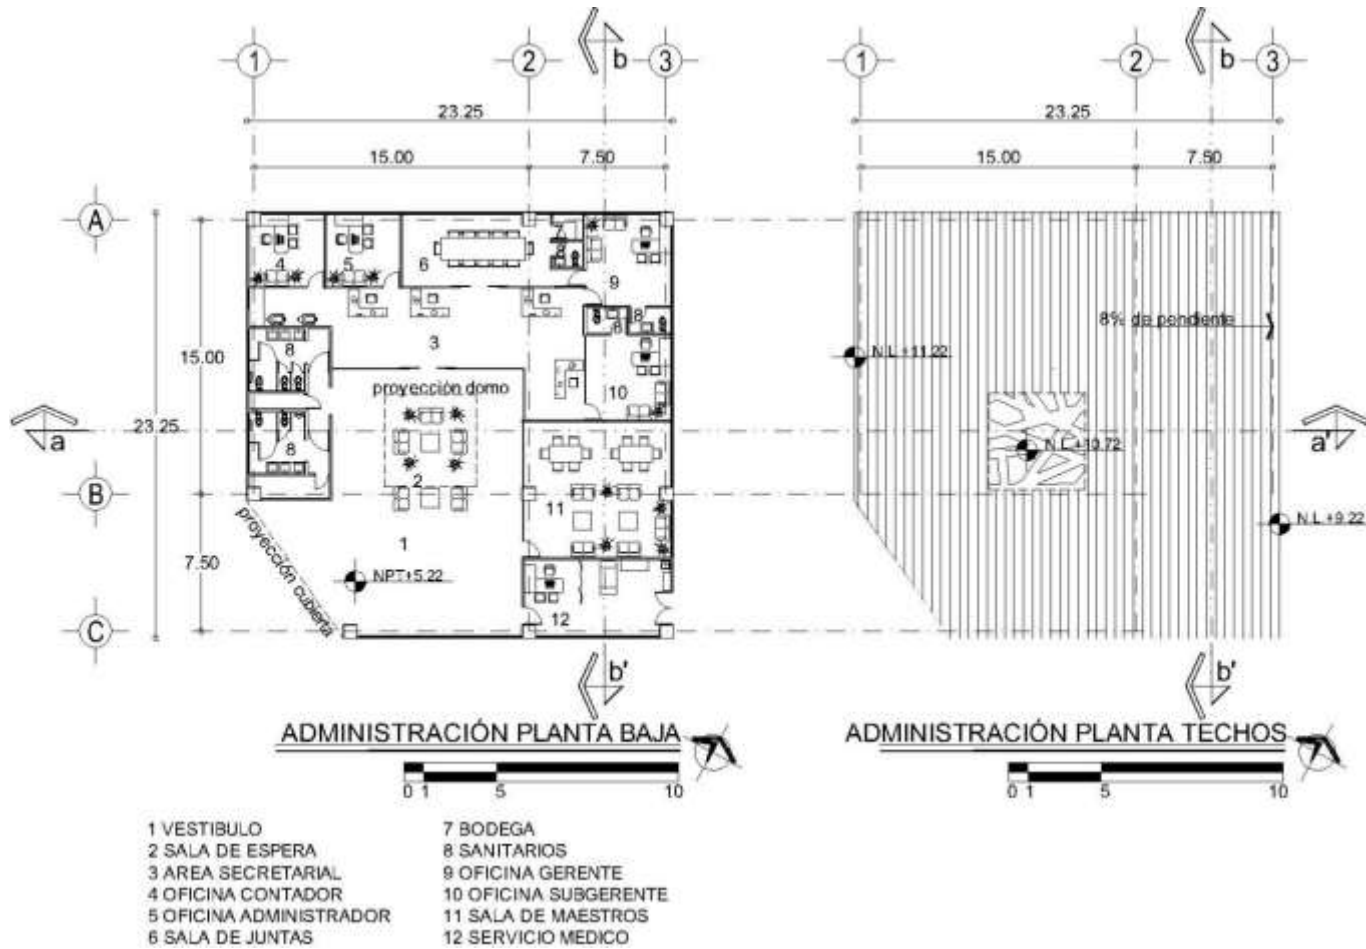 b
b
1
2
3
1
2
3
23.25
23.25
15.00
7.50
15.00
7.50
A
4
5
6
7
9
8% de pendiente
8
8
8
3
15.00
N.L.+11.22
10
proyección domo
23.25
a
N.L.+10.72
a'
8
2
B
11
N.L.+9.22
proyección cubierta
1
7.50
NPT+5.22
12
C
b'
b'
ADMINISTRACIÓN PLANTA BAJA
ADMINISTRACIÓN PLANTA TECHOS
0 1 5 10
0 1 5 10
1 VESTIBULO
2 SALA DE ESPERA
3 AREA SECRETARIAL
4 OFICINA CONTADOR
5 OFICINA ADMINISTRADOR
6 SALA DE JUNTAS
7 BODEGA
8 SANITARIOS
9 OFICINA GERENTE
10 OFICINA SUBGERENTE
11 SALA DE MAESTROS
12 SERVICIO MEDICO